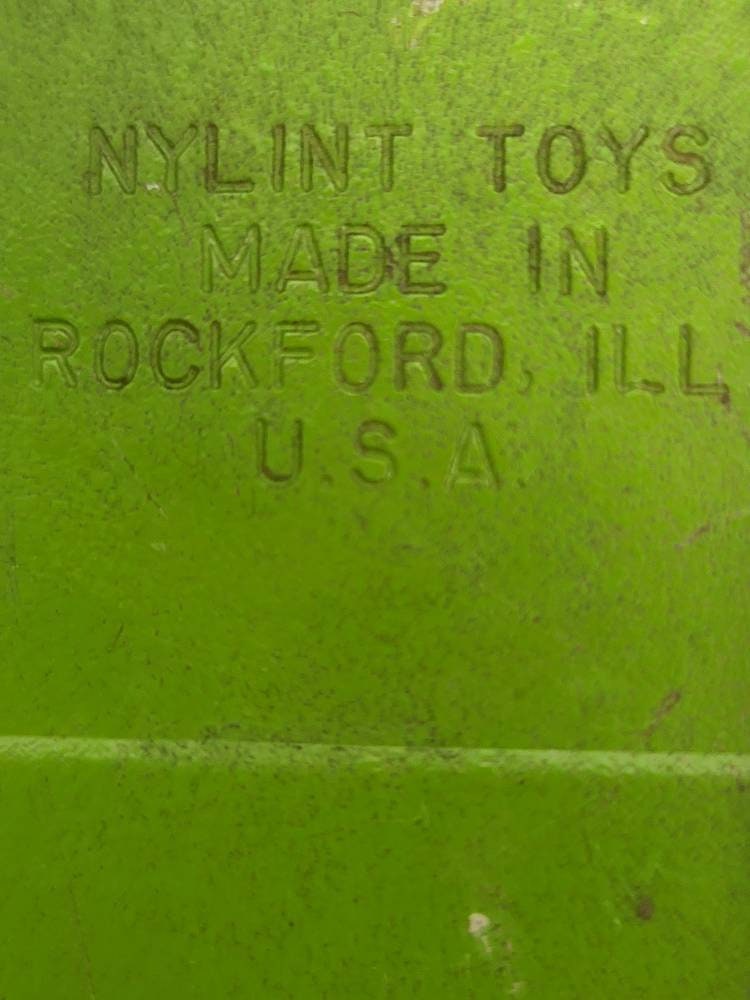 NYLINT TOYS
MADE IN
ROCKFORD, ILL
U.S.A.